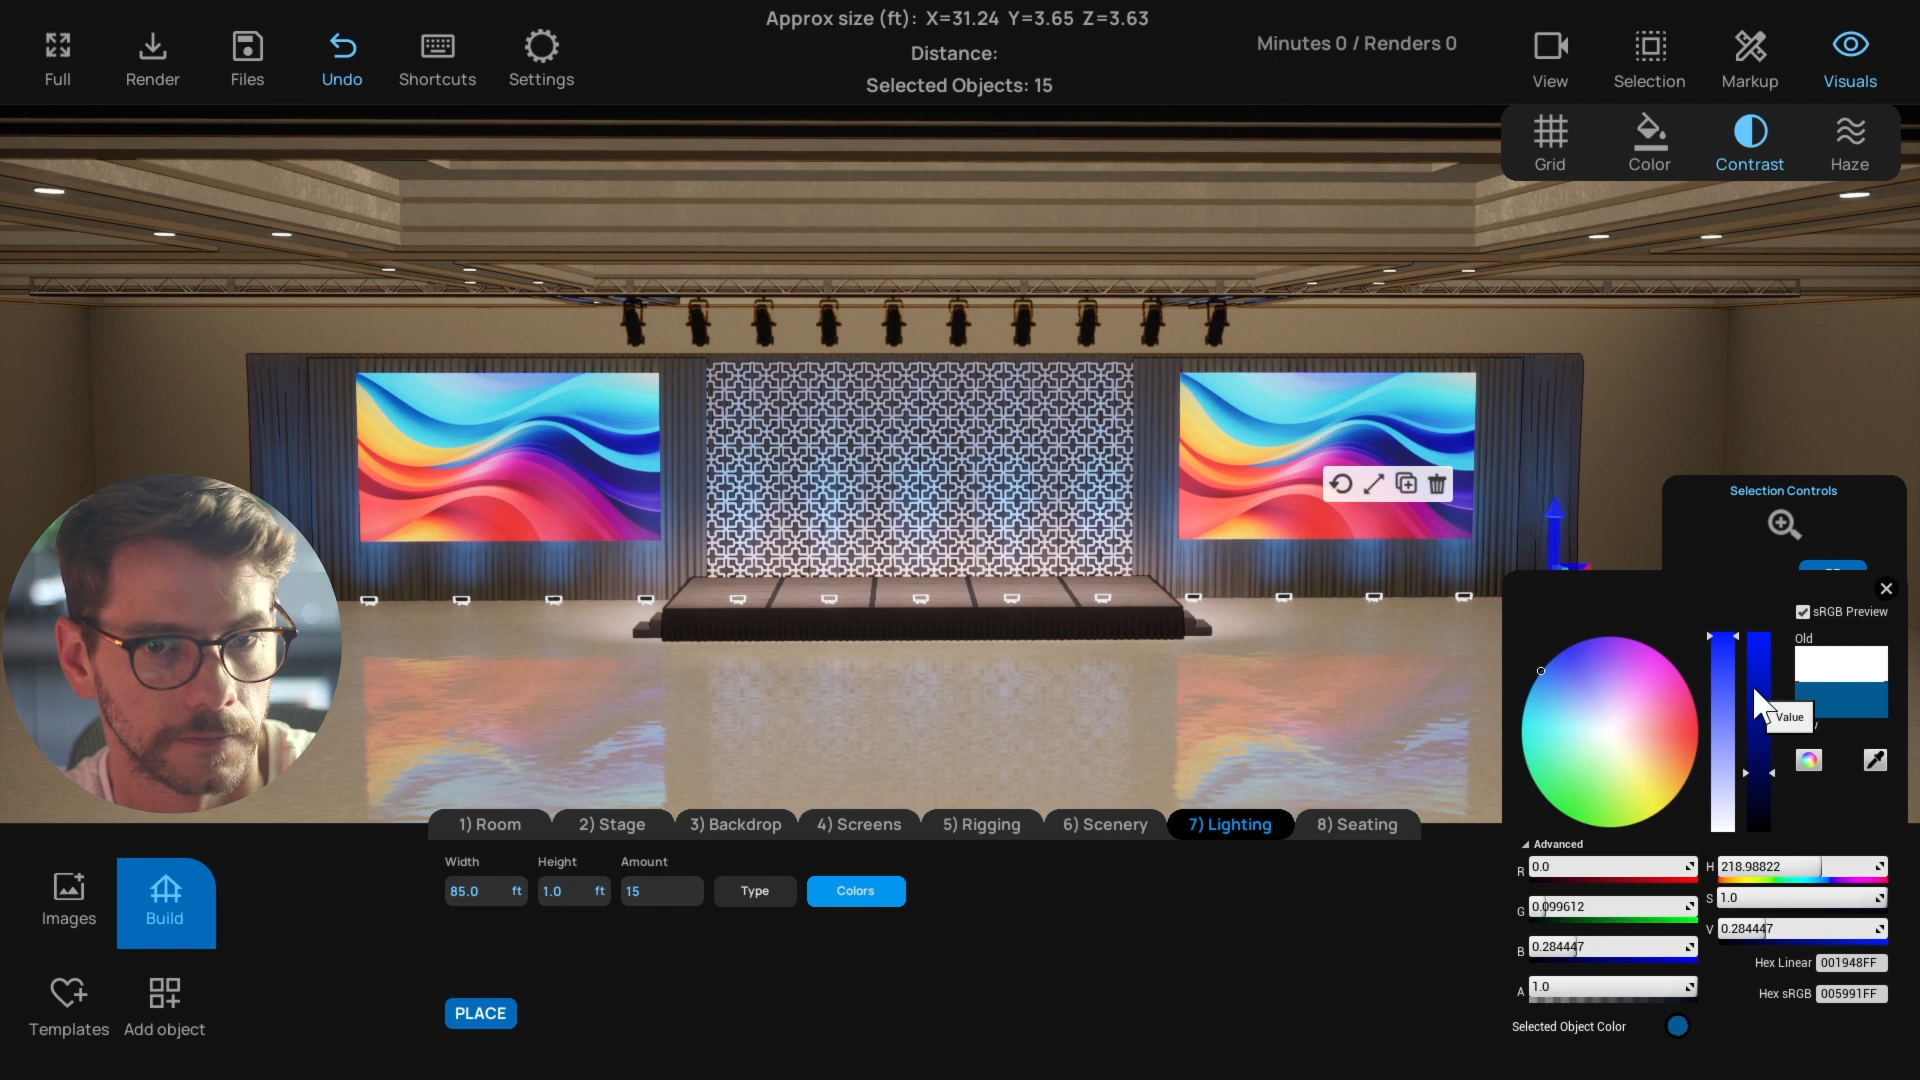 Approx size (ft): X=31.24 Y=3.65 Z=3.63
Distance:
Selected Objects: 15
Minutes 0 / Renders 0
Full
Render
Files
Undo
Shortcuts
Settings
View
Selection
Markup
Visuals
Grid
Color
Contrast
Haze
Selection Controls
sRGB Preview
Old
Value
Advanced
R 0.0
G 0.099612
B 0.284447
A 1.0
H 218.98822
S 1.0
V 0.284447
Hex Linear 001948FF
Hex sRGB 005991FF
Selected Object Color
1) Room
2) Stage
3) Backdrop
4) Screens
5) Rigging
6) Scenery
7) Lighting
8) Seating
Width
Height
Amount
85.0 ft
1.0 ft
15
Type
Colors
PLACE
Images
Build
Templates
Add object